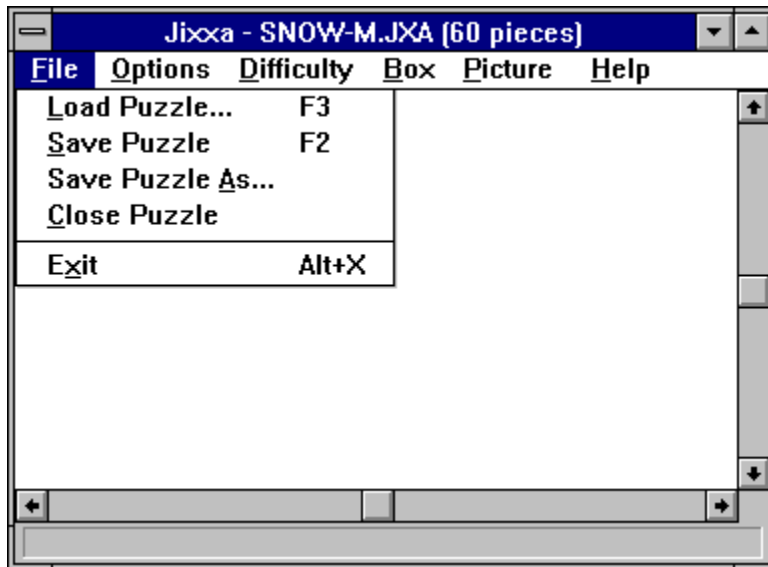 Jixxa - SNOW-M.JXA (60 pieces)
File Options Difficulty Box Picture Help
Load Puzzle... F3
Save Puzzle F2
Save Puzzle As...
Close Puzzle
Exit Alt+X